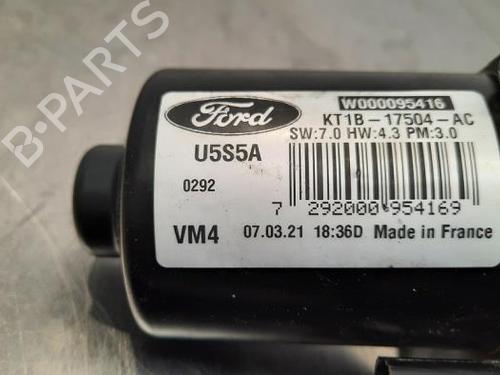 Ford
W000095416
KT1B-17504-AC
SW:7.0 HW:4.3 PM:3.0
U5S5A
0292
7 292000 954169
VM4 07.03.21 18:36D Made in France
B-PARTS